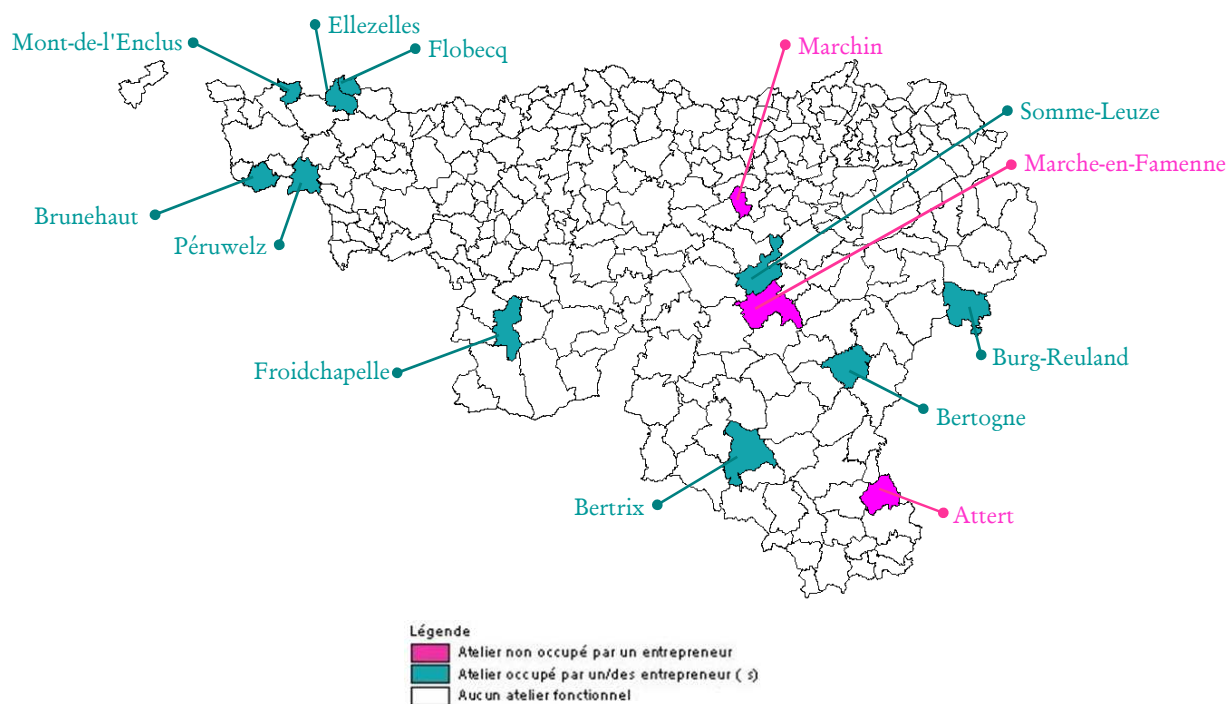 Ellezelles
Mont-de-l'Enclus
Flobecq
Marchin
Somme-Leuze
Marche-en-Famenne
Brunehaut
Péruwelz
Froidchapelle
Burg-Reuland
Bertogne
Bertrix
Attert
Légende
Atelier non occupé par un entrepreneur
Atelier occupé par un/des entrepreneur ( s)
Aucun atelier fonctionnel